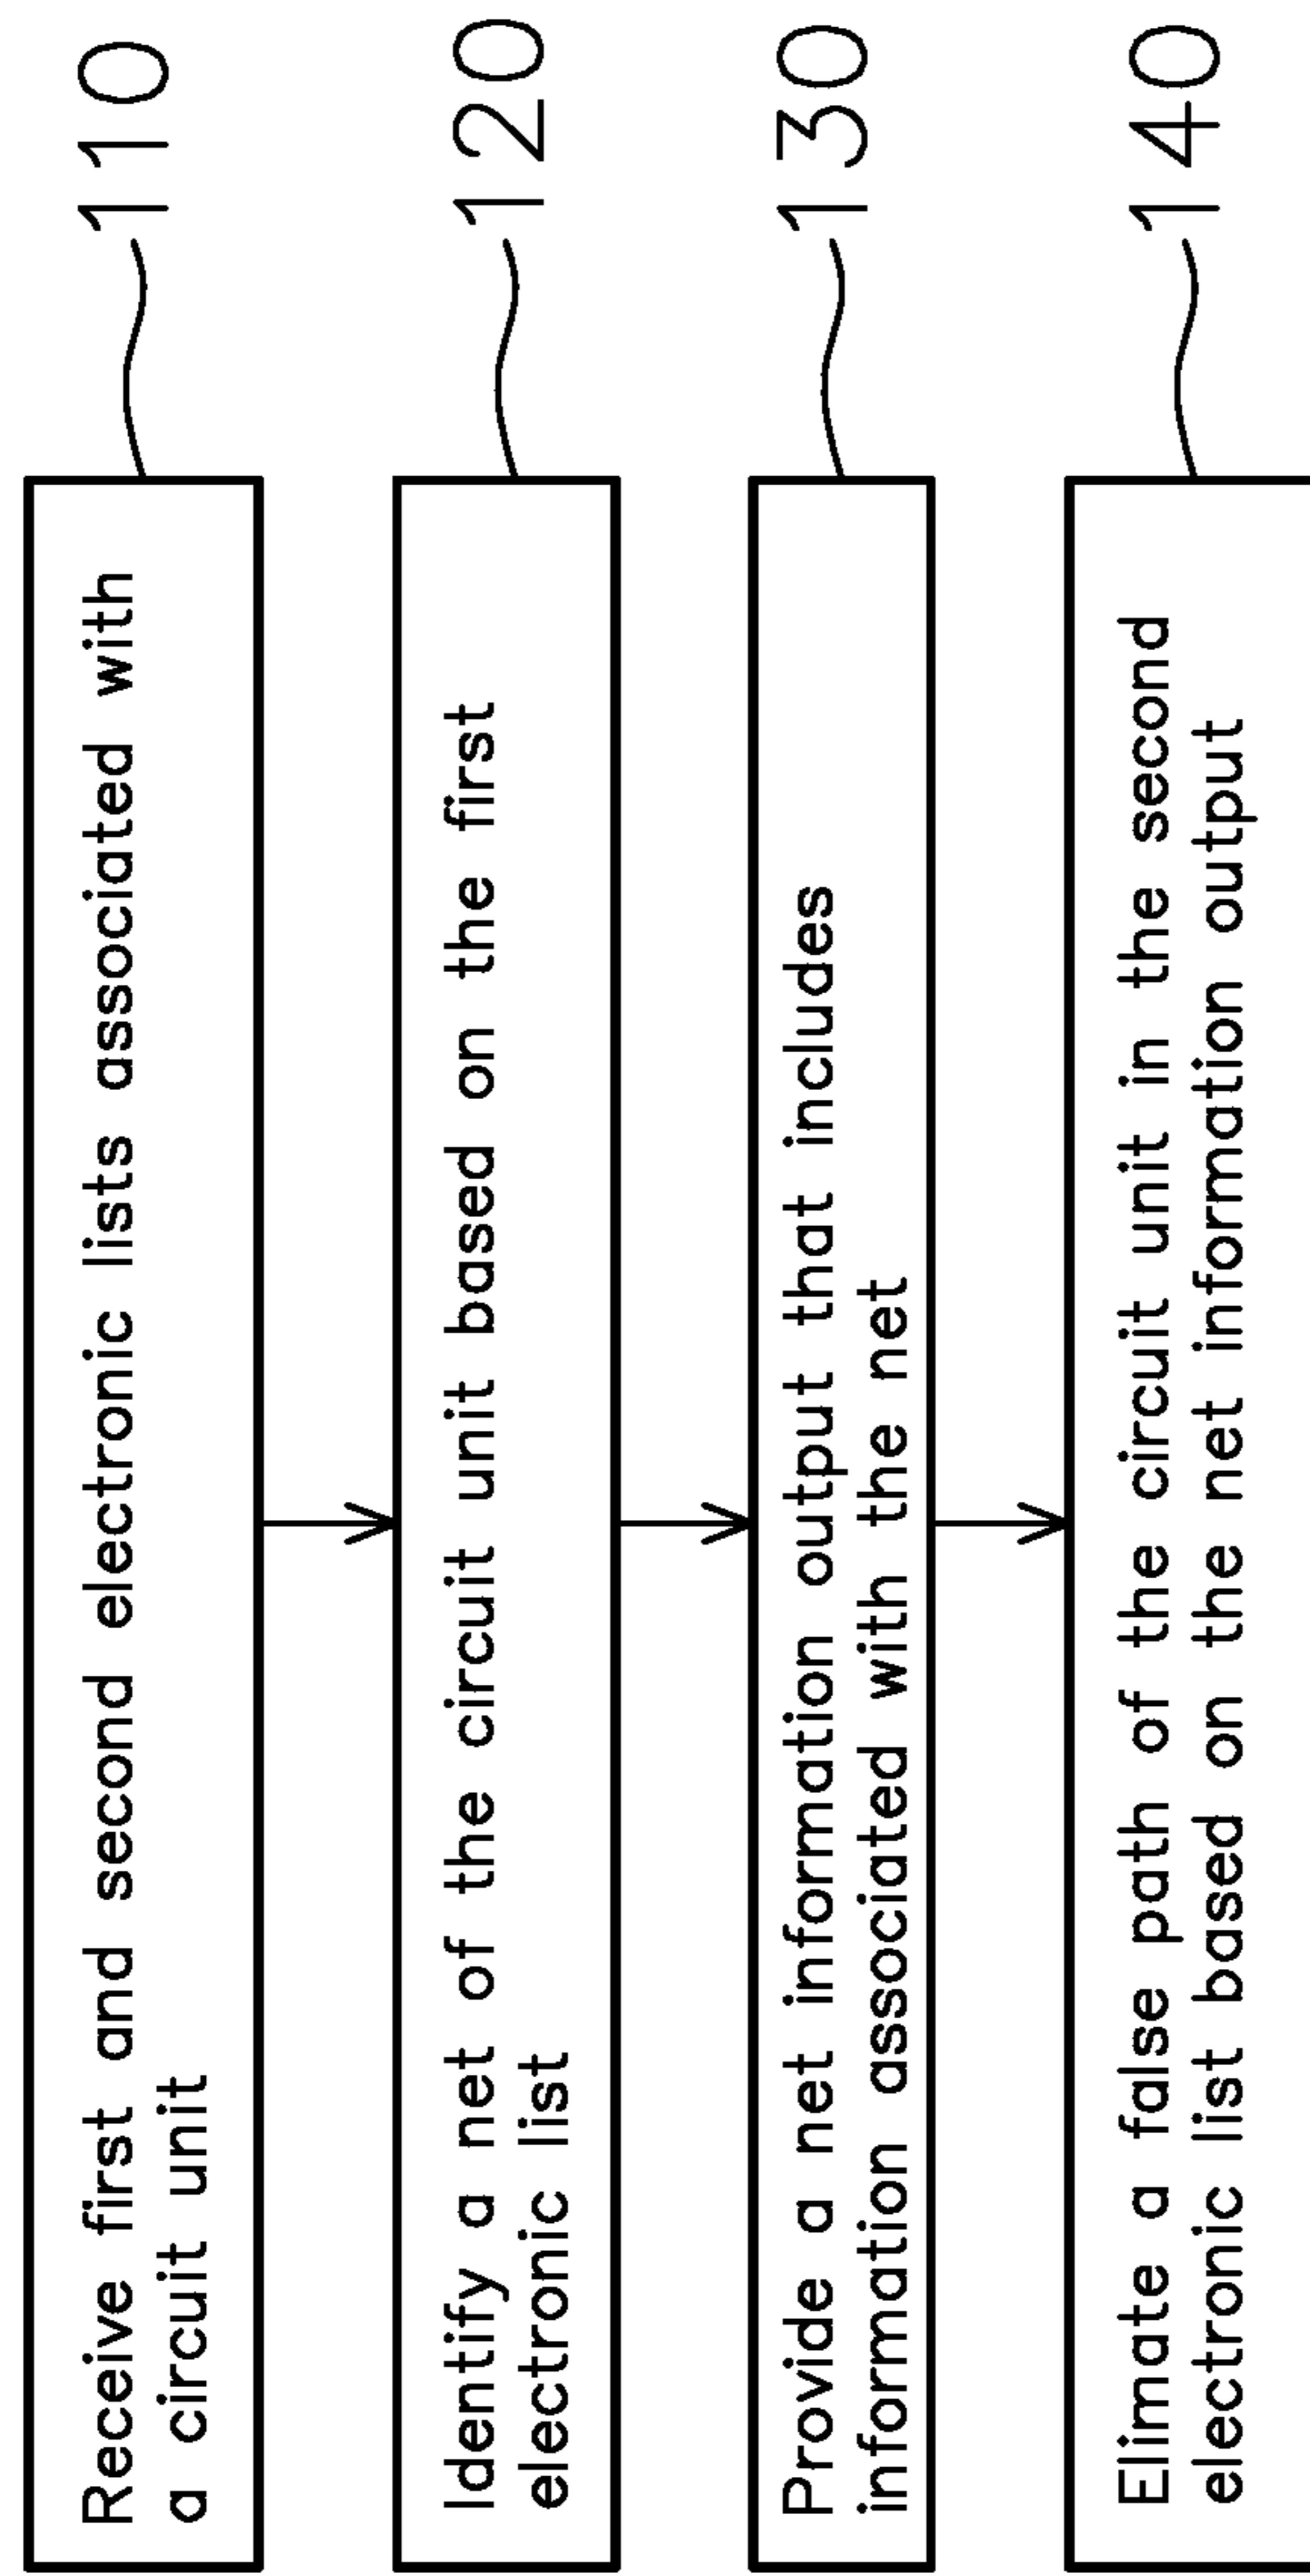 Receive first and second electronic lists associated with
a circuit unit
110
Identify a net of the circuit unit based on the first
electronic list
120
Provide a net information output that includes
information associated with the net
130
Elimate a false path of the circuit unit in the second
electronic list based on the net information output
140